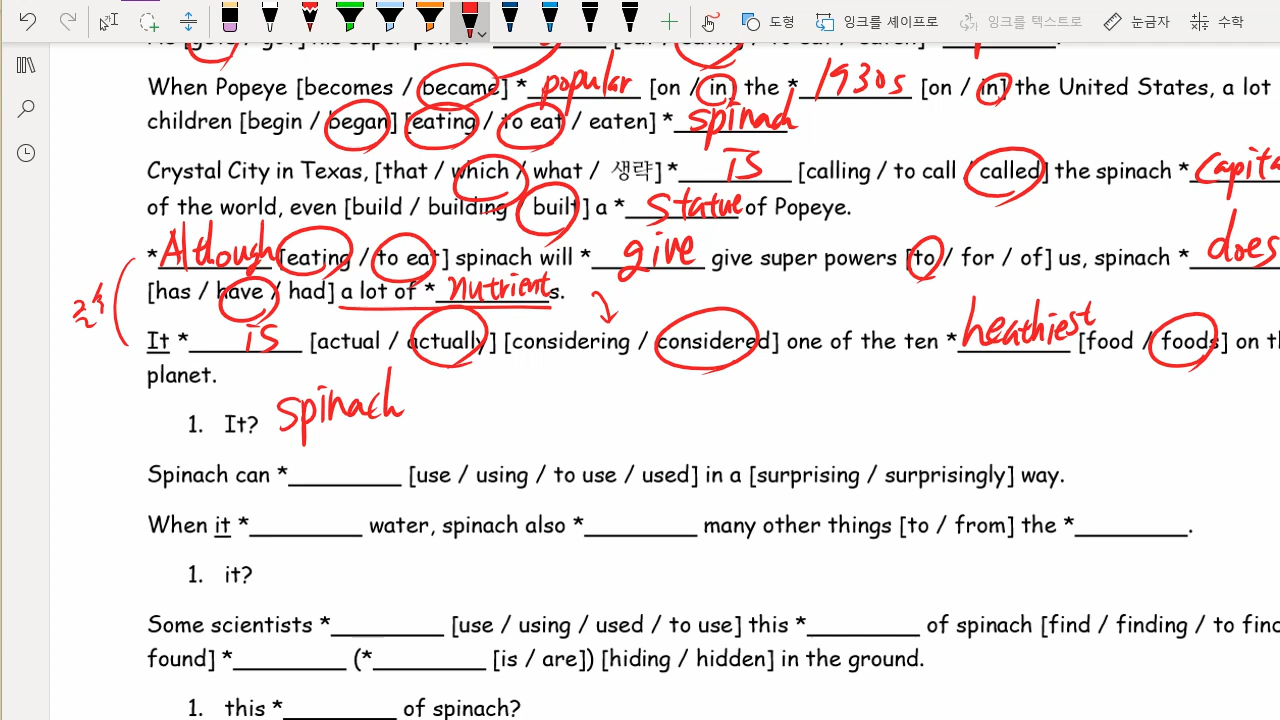 도형 잉크를 셰이프로 잉크를 텍스트로 눈금자 수학
When Popeye [becomes / became] * popular [on / in] the * 1930s [on / in] the United States, a lot
children [begin / began] [eating / to eat / eaten] * spinach
Crystal City in Texas, [that / which / what / 생략] * is [calling / to call / called] the spinach * capita
of the world, even [build / building / built] a * statue of Popeye.
* Although [eating / to eat] spinach will * give give super powers [to / for / of] us, spinach * does
[has / have / had] a lot of * nutrients.
It * is [actual / actually] [considering / considered] one of the ten * heathiest [food / foods] on th
planet.
1. It? spinach
Spinach can *________ [use / using / to use / used] in a [surprising / surprisingly] way.
When it *________ water, spinach also *________ many other things [to / from] the *________.
1. it?
Some scientists *________ [use / using / used / to use] this *________ of spinach [find / finding / to find
found] *________ (*________ [is / are]) [hiding / hidden] in the ground.
1. this *________ of spinach?